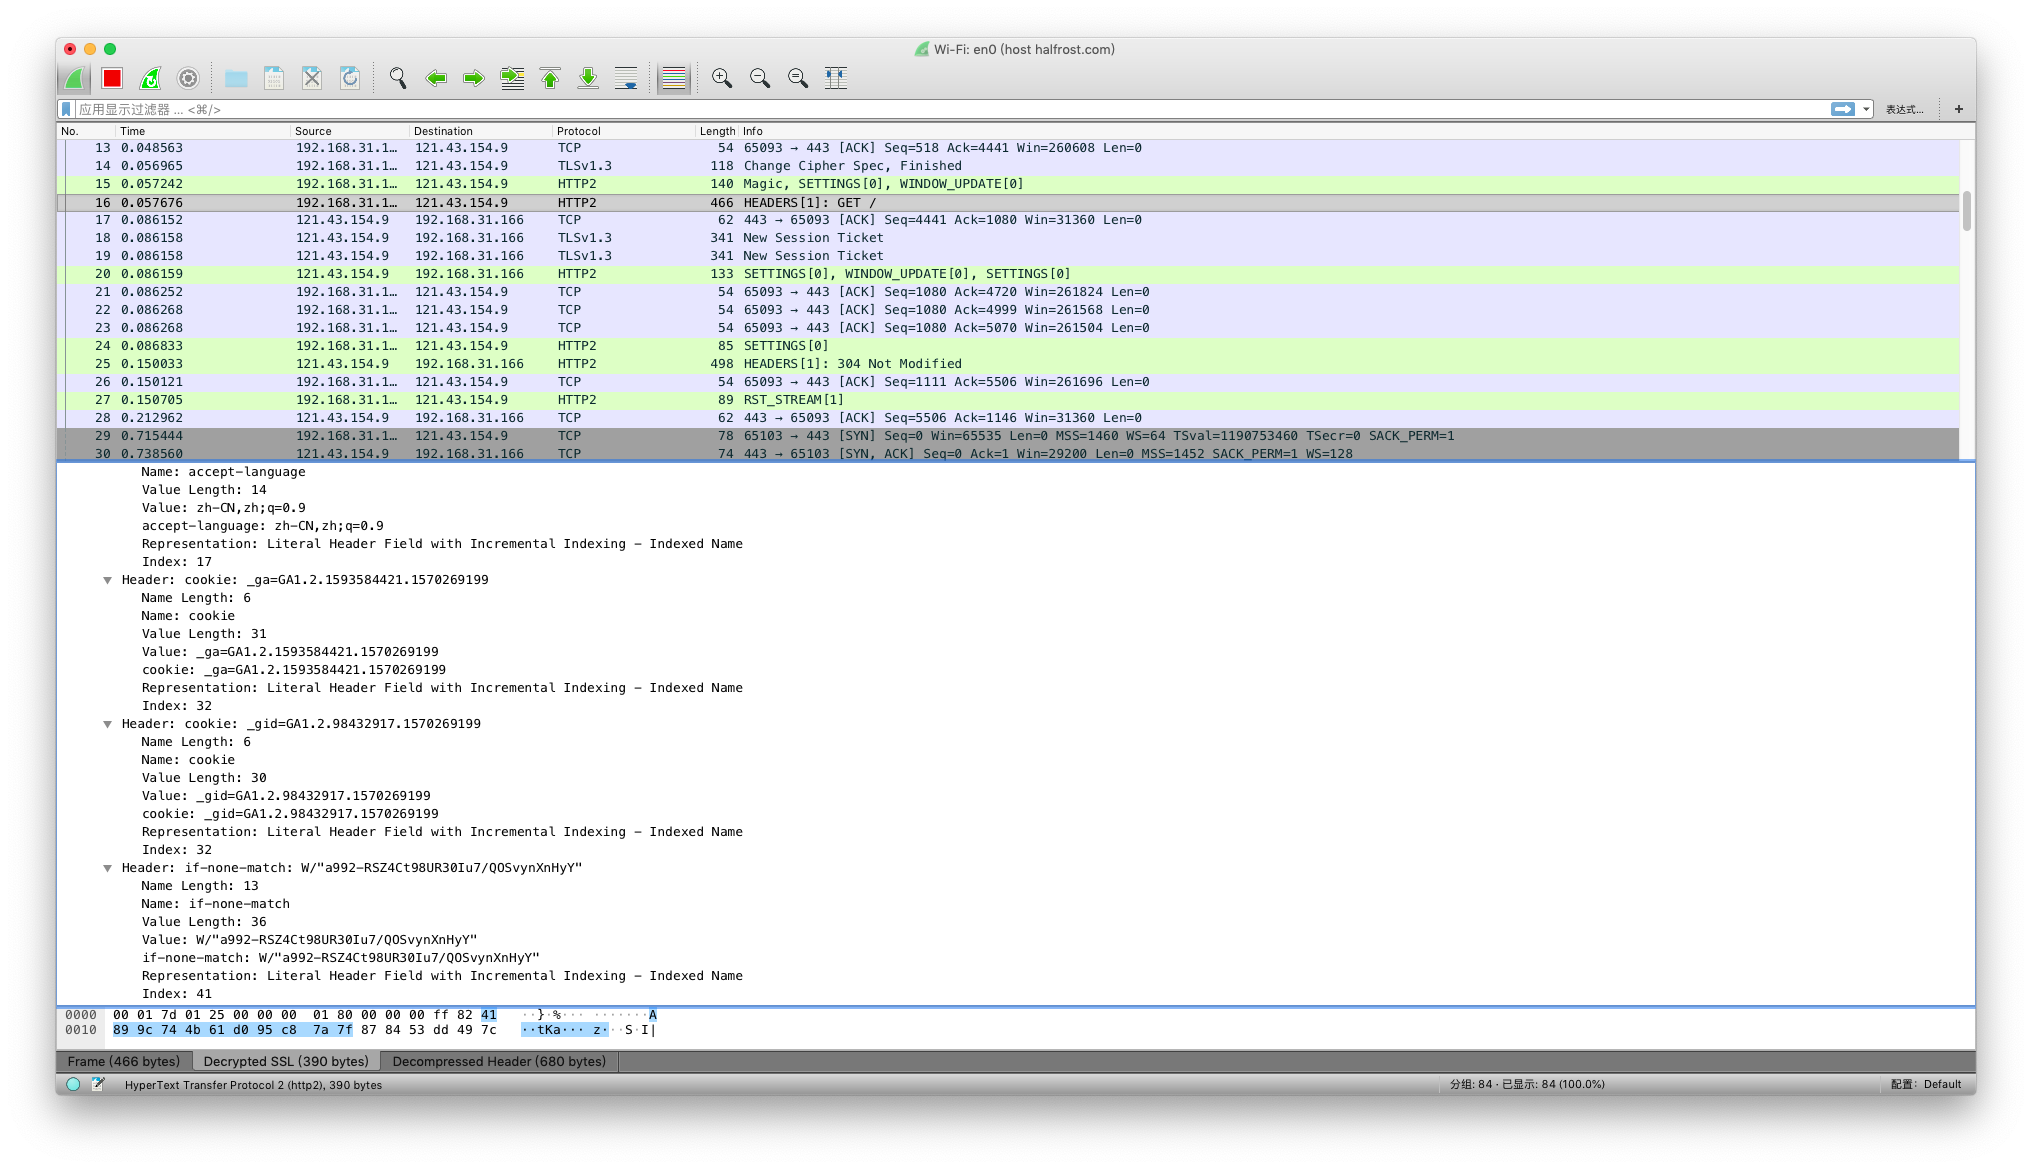 Wi-Fi: en0 (host halfrost.com)
应用显示过滤器 … <⌘/> 表达式… +
No. Time Source Destination Protocol Length Info
13 0.048563 192.168.31.1… 121.43.154.9 TCP 54 65093 → 443 [ACK] Seq=518 Ack=4441 Win=260608 Len=0
14 0.056965 192.168.31.1… 121.43.154.9 TLSv1.3 118 Change Cipher Spec, Finished
15 0.057242 192.168.31.1… 121.43.154.9 HTTP2 140 Magic, SETTINGS[0], WINDOW_UPDATE[0]
16 0.057676 192.168.31.1… 121.43.154.9 HTTP2 466 HEADERS[1]: GET /
17 0.086152 121.43.154.9 192.168.31.166 TCP 62 443 → 65093 [ACK] Seq=4441 Ack=1080 Win=31360 Len=0
18 0.086158 121.43.154.9 192.168.31.166 TLSv1.3 341 New Session Ticket
19 0.086158 121.43.154.9 192.168.31.166 TLSv1.3 341 New Session Ticket
20 0.086159 121.43.154.9 192.168.31.166 HTTP2 133 SETTINGS[0], WINDOW_UPDATE[0], SETTINGS[0]
21 0.086252 192.168.31.1… 121.43.154.9 TCP 54 65093 → 443 [ACK] Seq=1080 Ack=4720 Win=261824 Len=0
22 0.086268 192.168.31.1… 121.43.154.9 TCP 54 65093 → 443 [ACK] Seq=1080 Ack=4999 Win=261568 Len=0
23 0.086268 192.168.31.1… 121.43.154.9 TCP 54 65093 → 443 [ACK] Seq=1080 Ack=5070 Win=261504 Len=0
24 0.086833 192.168.31.1… 121.43.154.9 HTTP2 85 SETTINGS[0]
25 0.150033 121.43.154.9 192.168.31.166 HTTP2 498 HEADERS[1]: 304 Not Modified
26 0.150121 192.168.31.1… 121.43.154.9 TCP 54 65093 → 443 [ACK] Seq=1111 Ack=5506 Win=261696 Len=0
27 0.150705 192.168.31.1… 121.43.154.9 HTTP2 89 RST_STREAM[1]
28 0.212962 121.43.154.9 192.168.31.166 TCP 62 443 → 65093 [ACK] Seq=5506 Ack=1146 Win=31360 Len=0
29 0.715444 192.168.31.1… 121.43.154.9 TCP 78 65103 → 443 [SYN] Seq=0 Win=65535 Len=0 MSS=1460 WS=64 TSval=1190753460 TSecr=0 SACK_PERM=1
30 0.738560 121.43.154.9 192.168.31.166 TCP 74 443 → 65103 [SYN, ACK] Seq=0 Ack=1 Win=29200 Len=0 MSS=1452 SACK_PERM=1 WS=128
Name: accept-language
Value Length: 14
Value: zh-CN,zh;q=0.9
accept-language: zh-CN,zh;q=0.9
Representation: Literal Header Field with Incremental Indexing – Indexed Name
Index: 17
Header: cookie: _ga=GA1.2.1593584421.1570269199
Name Length: 6
Name: cookie
Value Length: 31
Value: _ga=GA1.2.1593584421.1570269199
cookie: _ga=GA1.2.1593584421.1570269199
Representation: Literal Header Field with Incremental Indexing – Indexed Name
Index: 32
Header: cookie: _gid=GA1.2.98432917.1570269199
Name Length: 6
Name: cookie
Value Length: 30
Value: _gid=GA1.2.98432917.1570269199
cookie: _gid=GA1.2.98432917.1570269199
Representation: Literal Header Field with Incremental Indexing – Indexed Name
Index: 32
Header: if-none-match: W/"a992-RSZ4Ct98UR30Iu7/QOSvynXnHyY"
Name Length: 13
Name: if-none-match
Value Length: 36
Value: W/"a992-RSZ4Ct98UR30Iu7/QOSvynXnHyY"
if-none-match: W/"a992-RSZ4Ct98UR30Iu7/QOSvynXnHyY"
Representation: Literal Header Field with Incremental Indexing – Indexed Name
Index: 41
0000 00 01 7d 01 25 00 00 00 01 80 00 00 00 ff 82 41 ··}·%··· ·······A
0010 89 9c 74 4b 61 d0 95 c8 7a 7f 87 84 53 dd 49 7c ··tKa··· z···S·I|
Frame (466 bytes) Decrypted SSL (390 bytes) Decompressed Header (680 bytes)
HyperText Transfer Protocol 2 (http2), 390 bytes 分组: 84 · 已显示: 84 (100.0%) 配置: Default